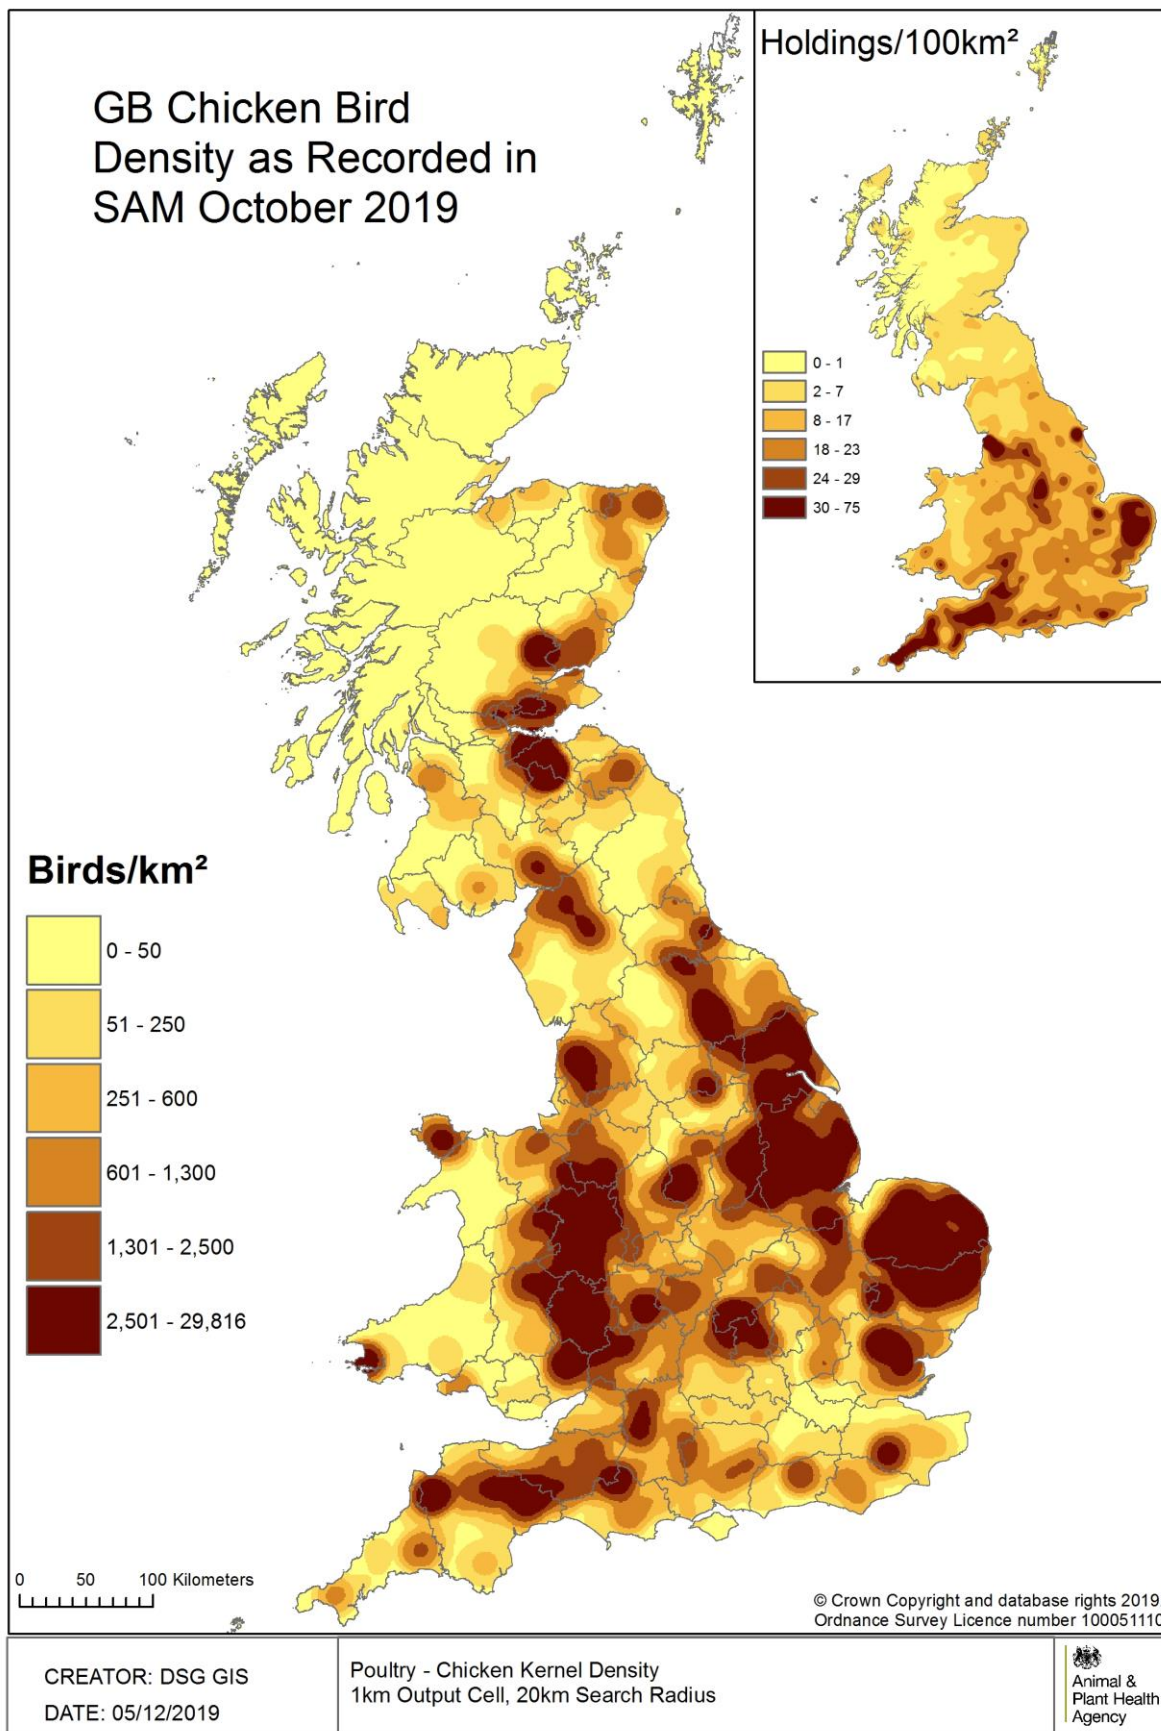 GB Chicken Bird
Density as Recorded in
SAM October 2019
Holdings/100km²
0 - 1
2 - 7
8 - 17
18 - 23
24 - 29
30 - 75
Birds/km²
0 - 50
51 - 250
251 - 600
601 - 1,300
1,301 - 2,500
2,501 - 29,816
0 50 100 Kilometers
© Crown Copyright and database rights 2019
Ordnance Survey Licence number 100051110
CREATOR: DSG GIS
DATE: 05/12/2019
Poultry - Chicken Kernel Density
1km Output Cell, 20km Search Radius
Animal &
Plant Health
Agency